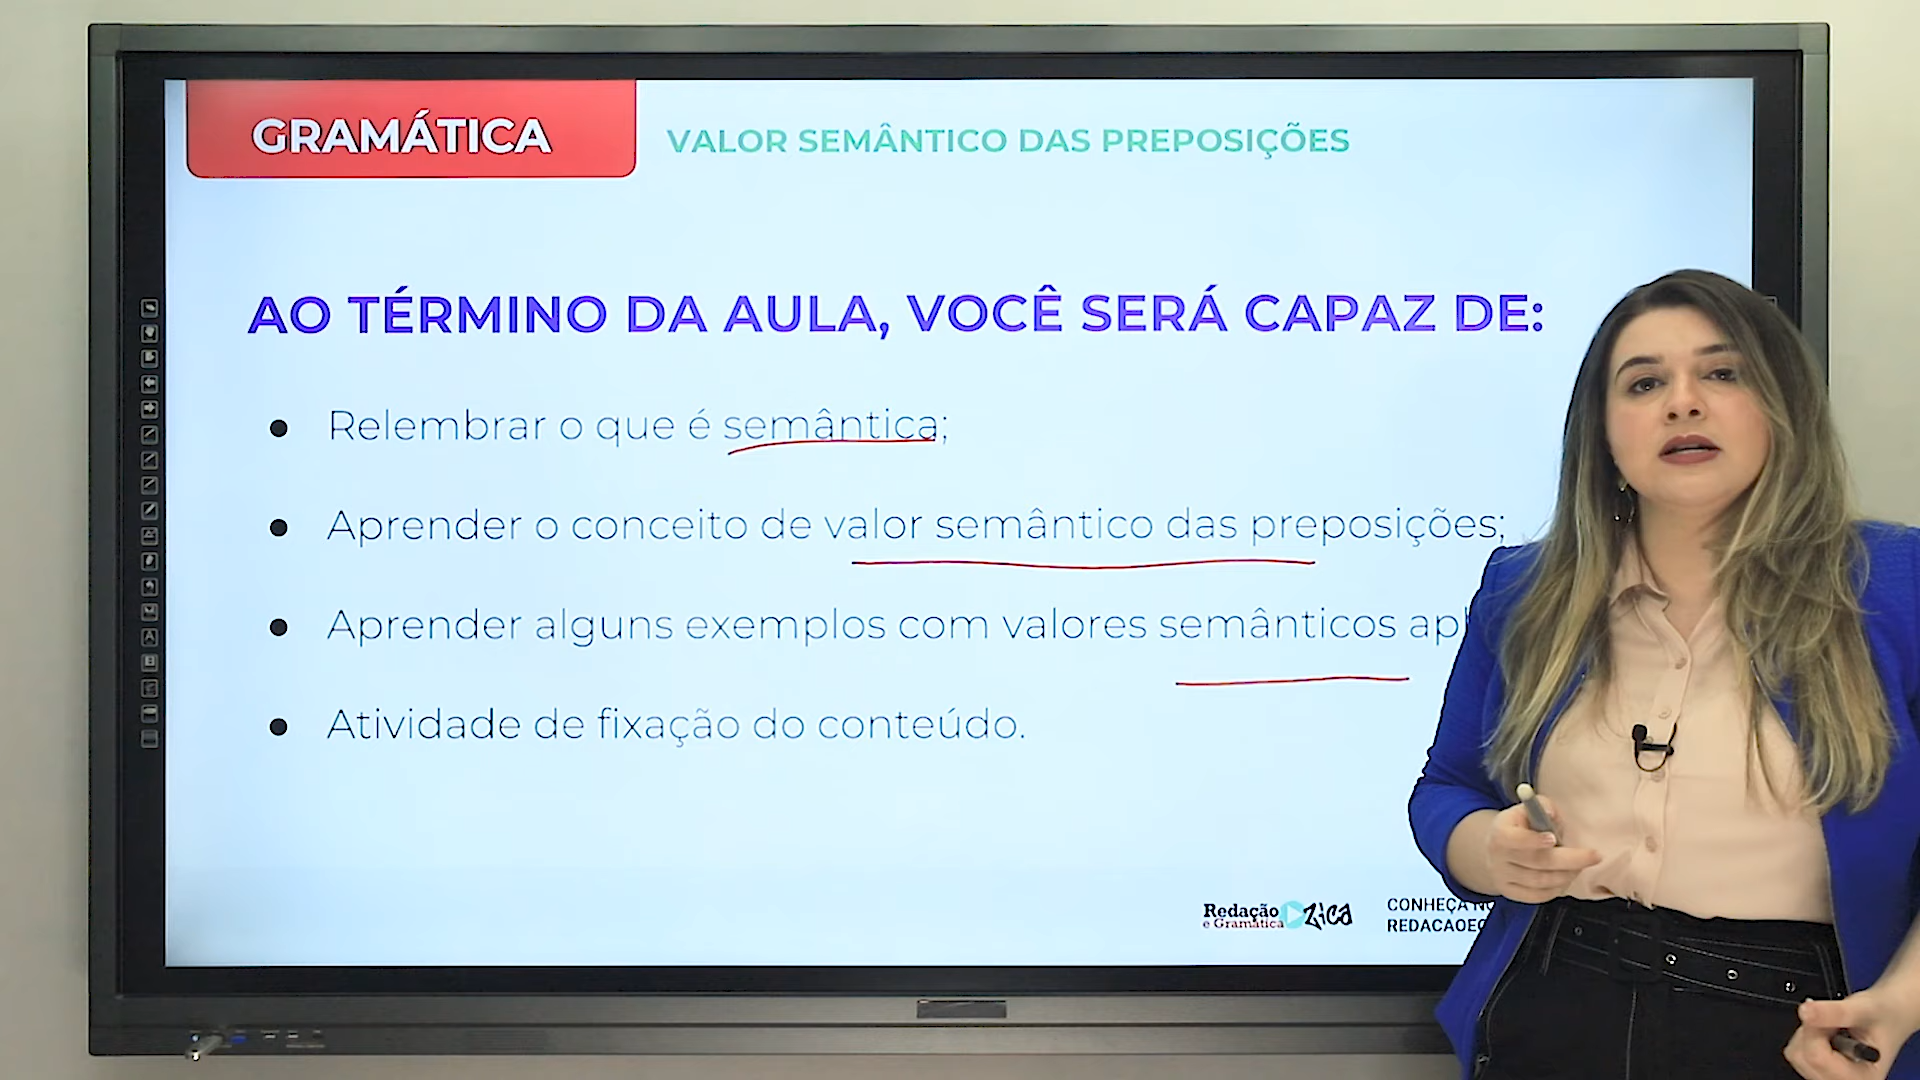 GRAMÁTICA
VALOR SEMÂNTICO DAS PREPOSIÇÕES
AO TÉRMINO DA AULA, VOCÊ SERÁ CAPAZ DE:
● Relembrar o que é semântica;
● Aprender o conceito de valor semântico das preposições;
● Aprender alguns exemplos com valores semânticos
● Atividade de fixação do conteúdo.
Redação
e Gramática
Zica
CONHEÇA